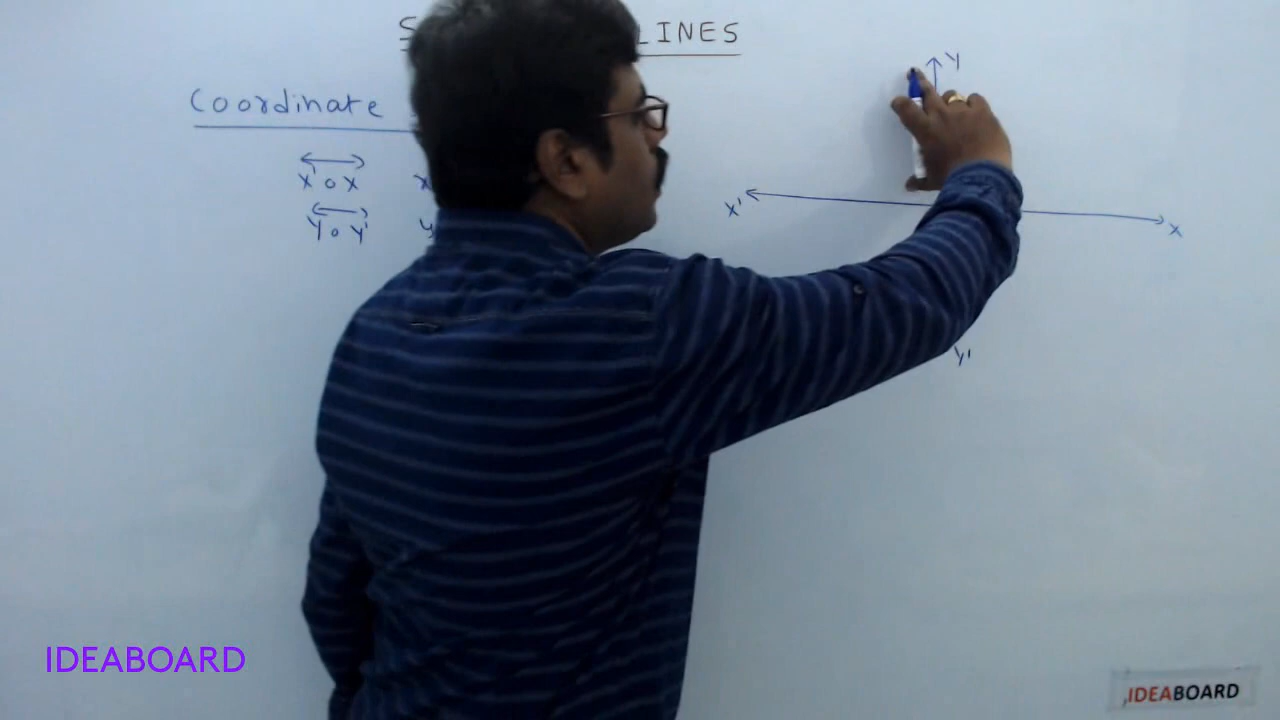 S LINES
Coordinate
X' O X X
Y O Y' y
Y
X'
X
Y'
IDEABOARD
IDEABOARD